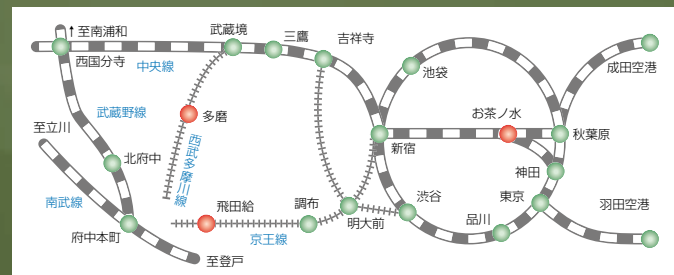 ↑至南浦和
武蔵境
三鷹
吉祥寺
西国分寺
中央線
池袋
成田空港
武蔵野線
多磨
お茶ノ水
至立川
新宿
秋葉原
北府中
西武多摩川線
神田
南武線
飛田給
調布
明大前
渋谷
東京
羽田空港
品川
府中本町
京王線
至登戸